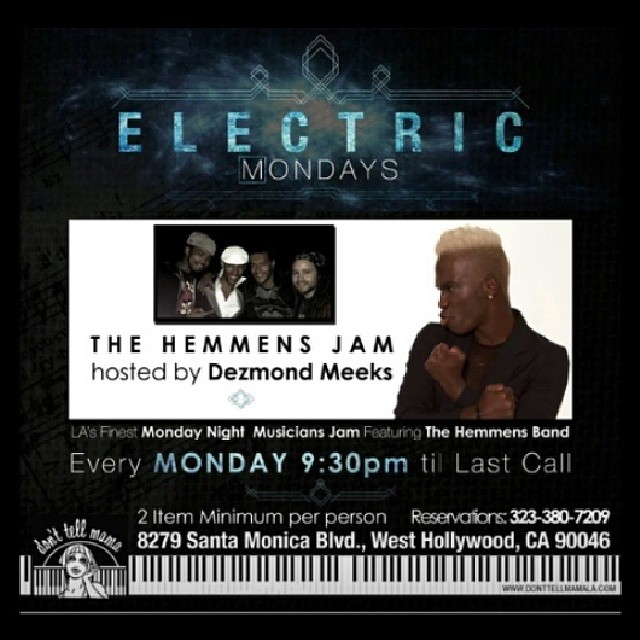 ELECTRIC
MONDAYS
THE HEMMENS JAM
hosted by Dezmond Meeks
LA's Finest Monday Night Musicians Jam Featuring The Hemmens Band
Every MONDAY 9:30pm til Last Call
2 Item Minimum per person Reservations: 323-380-7209
8279 Santa Monica Blvd., West Hollywood, CA 90046
don't tell mama
WWW.DONTTELLMAMALA.COM